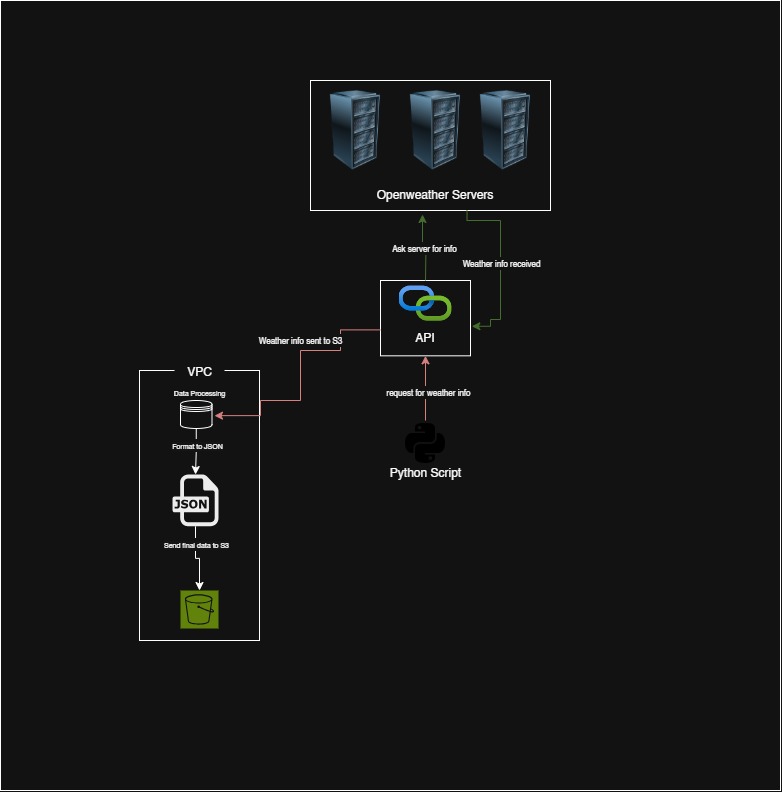 Openweather Servers
Ask server for info
Weather info received
API
Weather info sent to S3
VPC
Data Processing
request for weather info
Format to JSON
Python Script
JSON
Send final data to S3